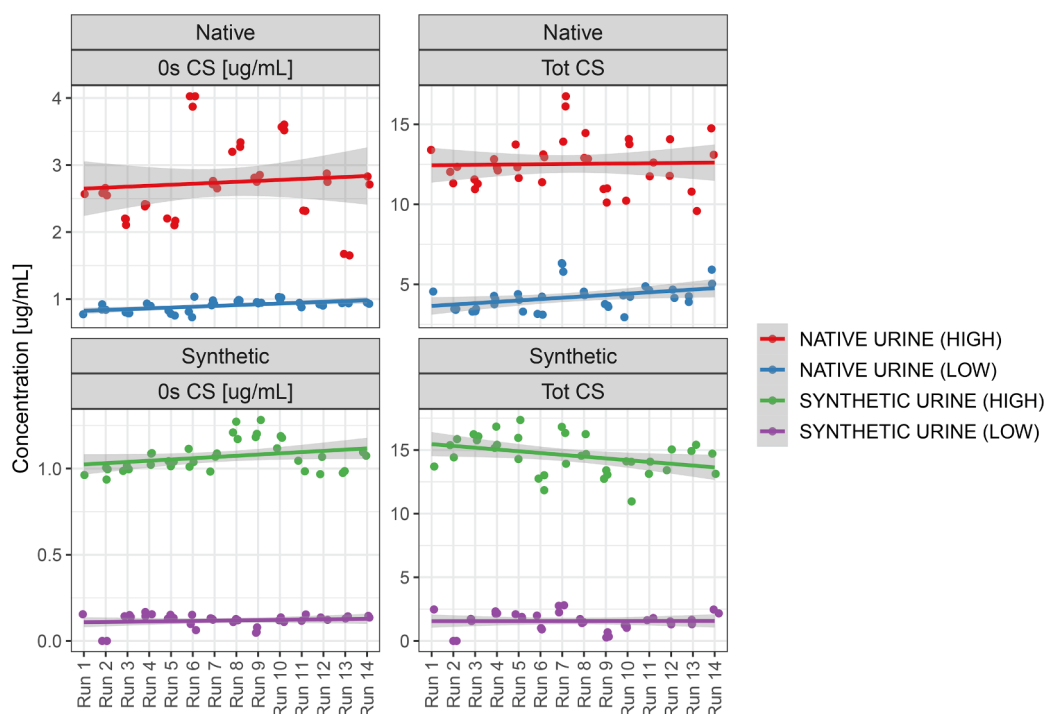 Native
0s CS [ug/mL]
Native
Tot CS
4
3
2
1
15
10
5
Concentration [ug/mL]
Synthetic
0s CS [ug/mL]
Synthetic
Tot CS
1.0
0.5
0.0
15
10
5
0
Run 1
Run 2
Run 3
Run 4
Run 5
Run 6
Run 7
Run 8
Run 9
Run 10
Run 11
Run 12
Run 13
Run 14
Run 1
Run 2
Run 3
Run 4
Run 5
Run 6
Run 7
Run 8
Run 9
Run 10
Run 11
Run 12
Run 13
Run 14
NATIVE URINE (HIGH)
NATIVE URINE (LOW)
SYNTHETIC URINE (HIGH)
SYNTHETIC URINE (LOW)